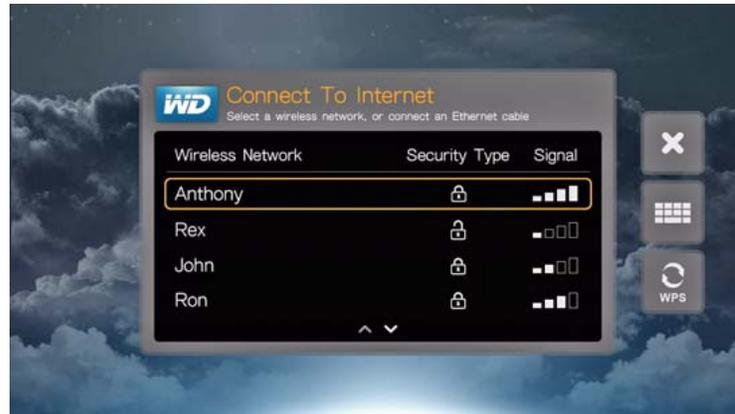 WD
Connect To Internet
Select a wireless network, or connect an Ethernet cable
Wireless Network Security Type Signal
Anthony
Rex
John
Ron
WPS